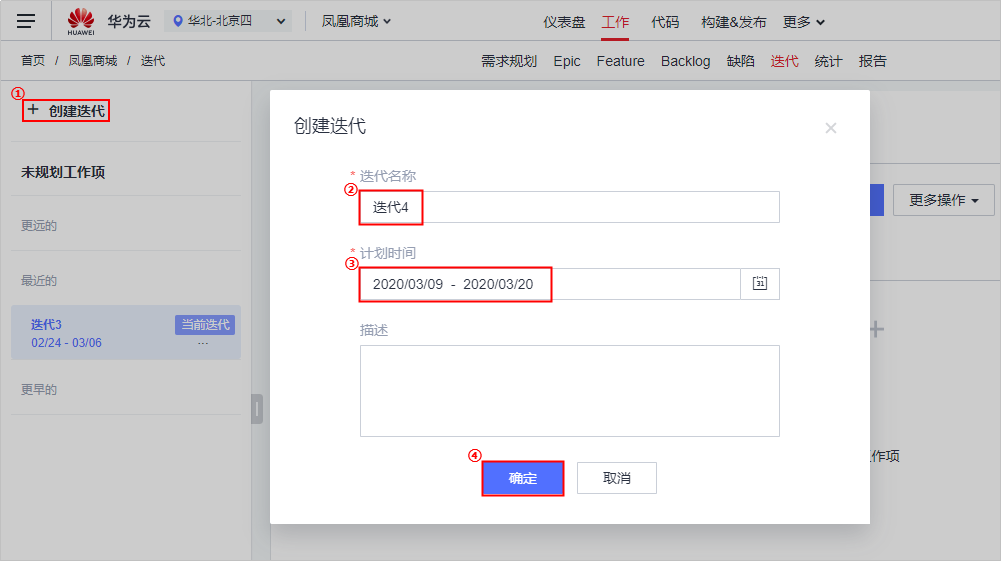 HUAWEI
华为云
华北-北京四
凤凰商城
仪表盘 工作 代码 构建&发布 更多
首页 / 凤凰商城 / 迭代
需求规划 Epic Feature Backlog 缺陷 迭代 统计 报告
①
+ 创建迭代
未规划工作项
更远的
最近的
迭代3 当前迭代
02/24 - 03/06 ...
更早的
创建迭代
×
* 迭代名称
②
迭代4
* 计划时间
③
2020/03/09 - 2020/03/20
31
描述
④
确定 取消
更多操作
+
作项